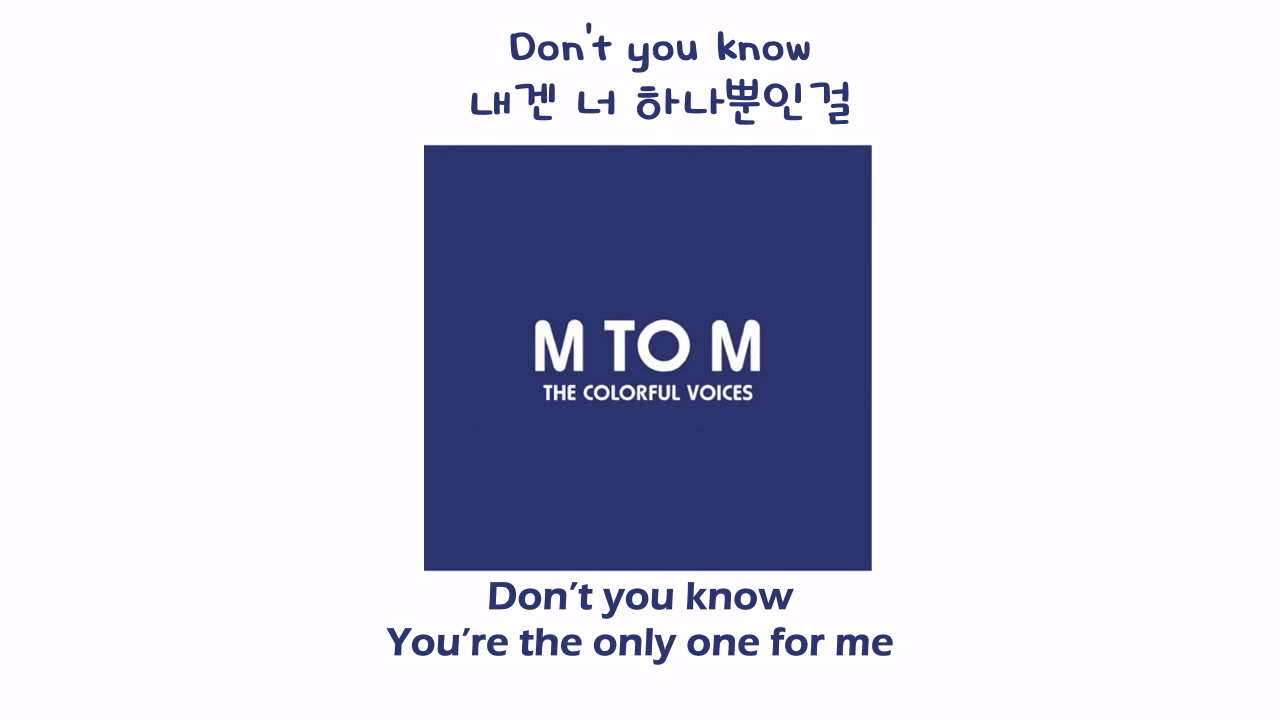 Don't you know
내겐 너 하나뿐인걸
M TO M
THE COLORFUL VOICES
Don't you know
You're the only one for me